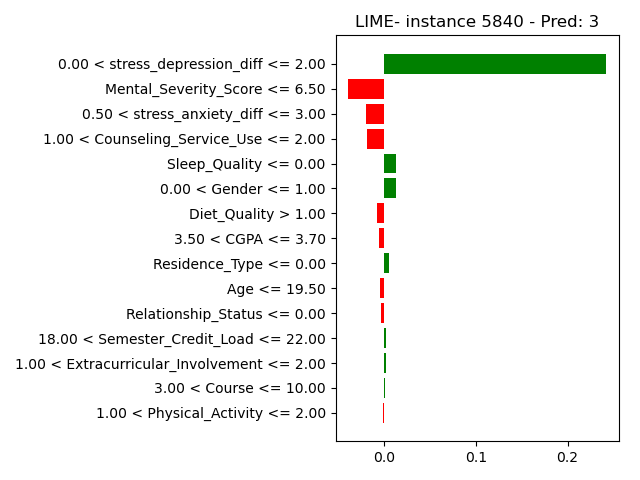 LIME- instance 5840 - Pred: 3
0.00 < stress_depression_diff <= 2.00
Mental_Severity_Score <= 6.50
0.50 < stress_anxiety_diff <= 3.00
1.00 < Counseling_Service_Use <= 2.00
Sleep_Quality <= 0.00
0.00 < Gender <= 1.00
Diet_Quality > 1.00
3.50 < CGPA <= 3.70
Residence_Type <= 0.00
Age <= 19.50
Relationship_Status <= 0.00
18.00 < Semester_Credit_Load <= 22.00
1.00 < Extracurricular_Involvement <= 2.00
3.00 < Course <= 10.00
1.00 < Physical_Activity <= 2.00
0.0 0.1 0.2